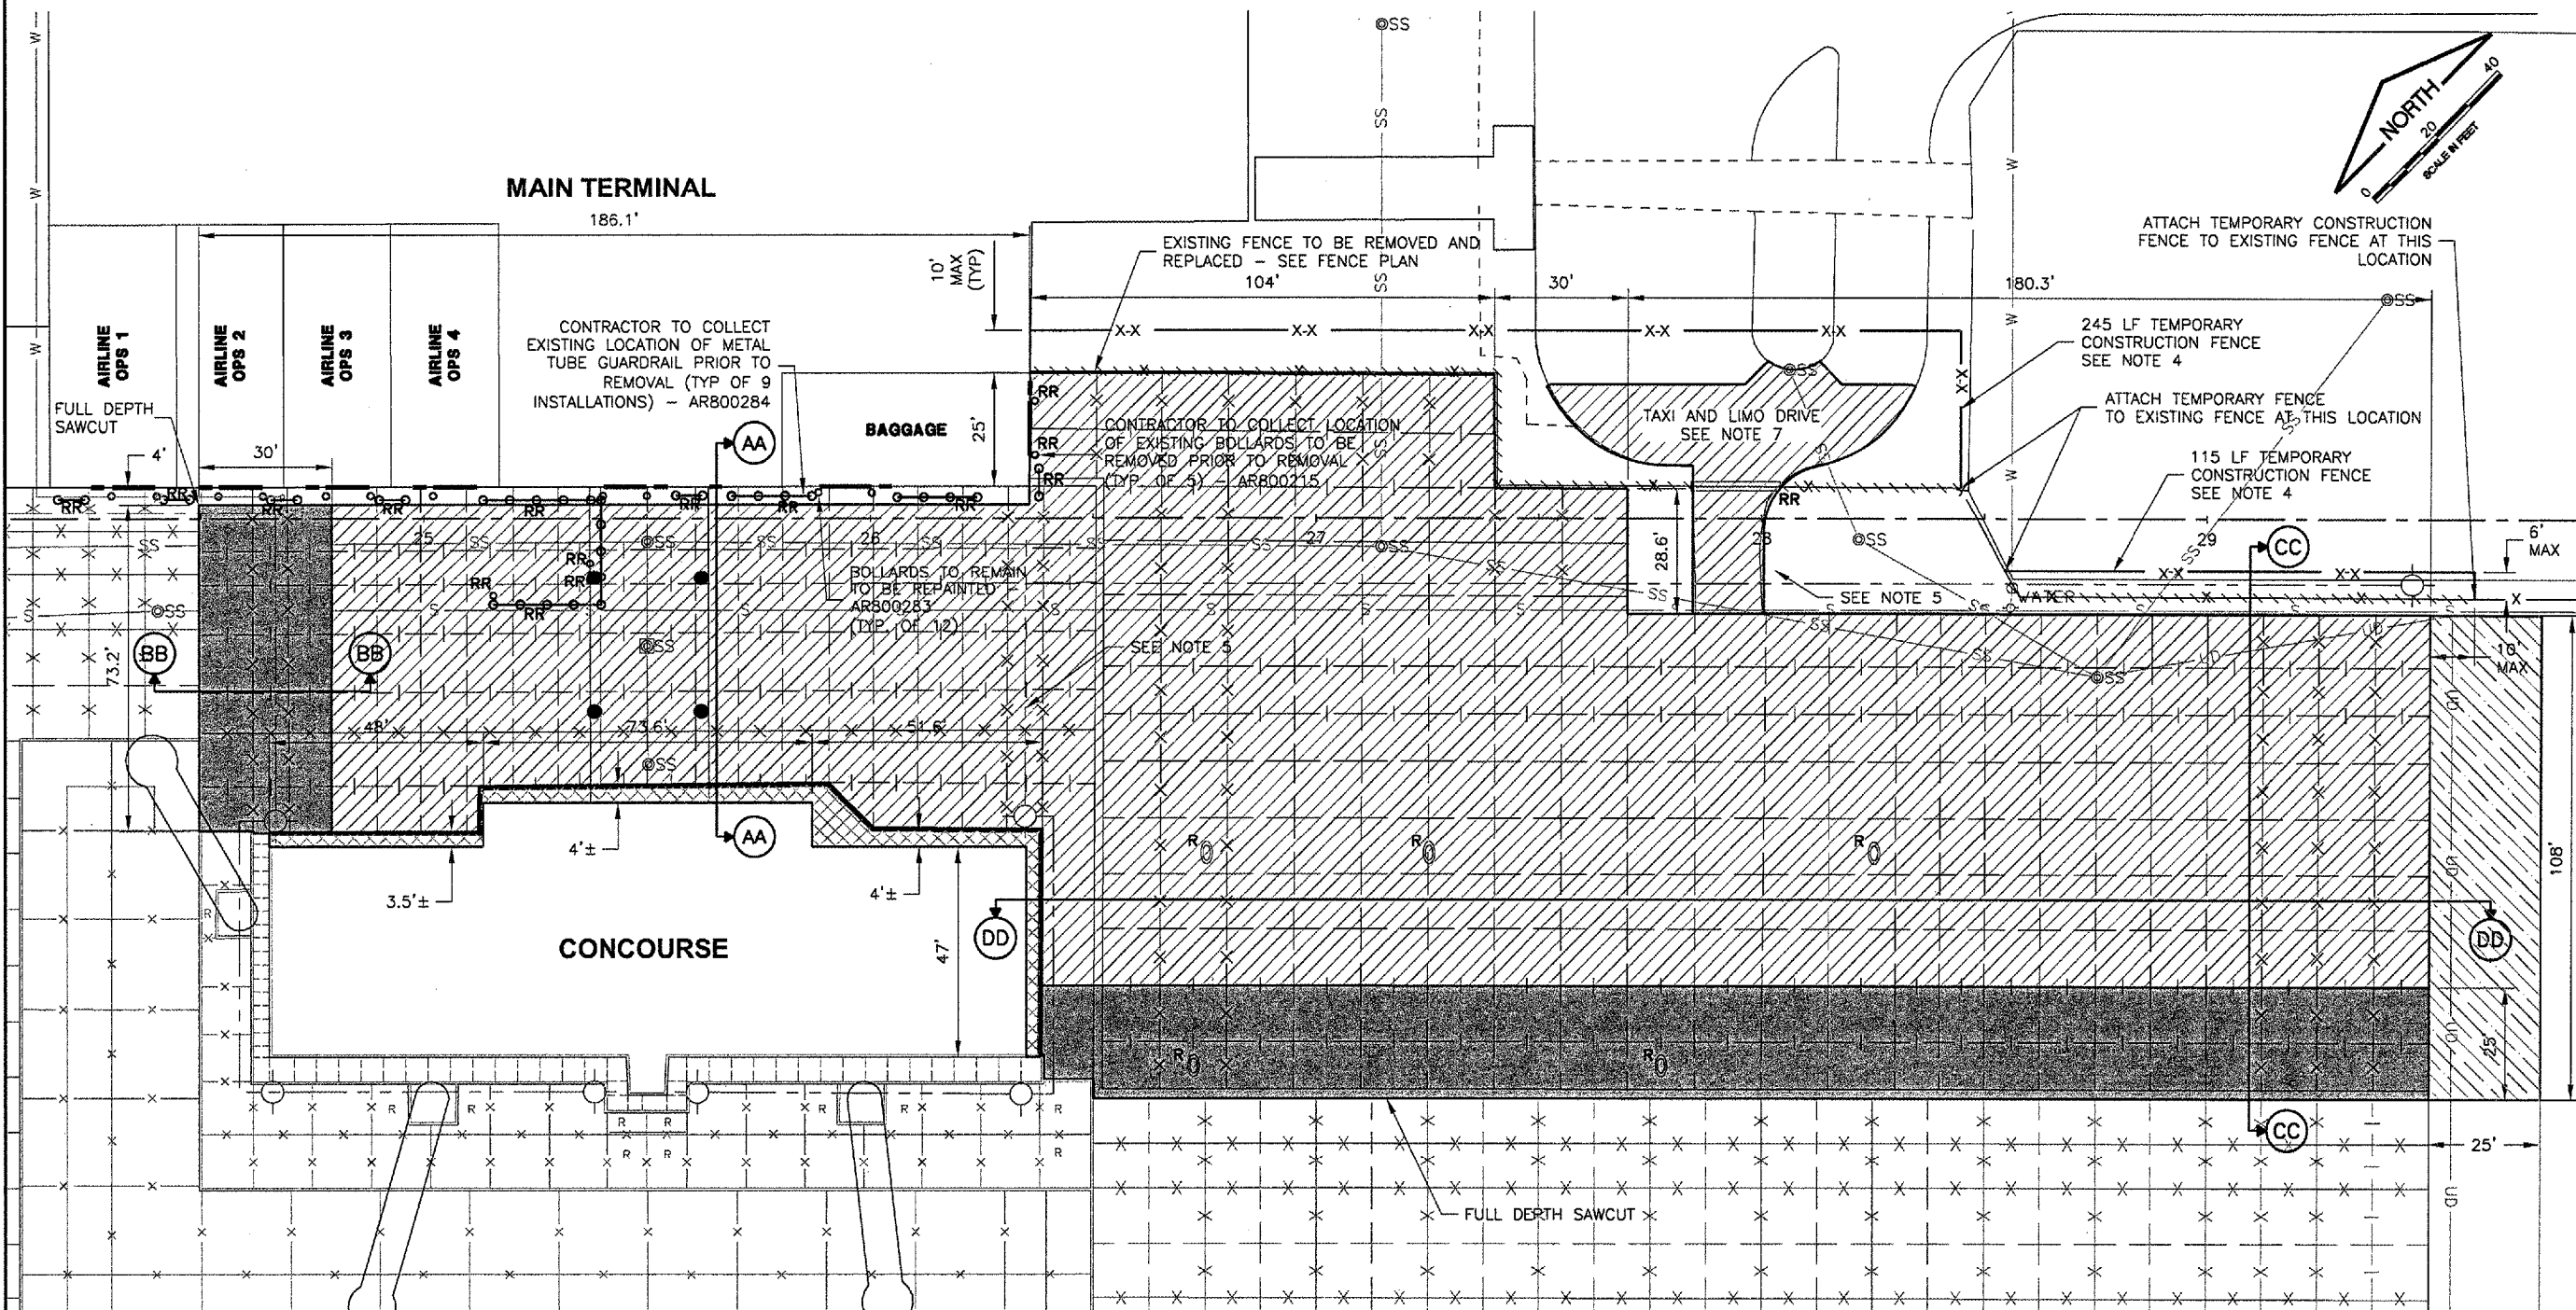 MAIN TERMINAL
186.1'
AIRLINE OPS 1
AIRLINE OPS 2
AIRLINE OPS 3
AIRLINE OPS 4
FULL DEPTH
SAWCUT
4'
30'
CONTRACTOR TO COLLECT
EXISTING LOCATION OF METAL
TUBE GUARDRAIL PRIOR TO
REMOVAL (TYP OF 9
INSTALLATIONS) - AR800284
BAGGAGE
25'
10'
MAX
(TYP)
EXISTING FENCE TO BE REMOVED AND
REPLACED - SEE FENCE PLAN
104'
30'
180.3'
NORTH
0 20 40
SCALE IN FEET
ATTACH TEMPORARY CONSTRUCTION
FENCE TO EXISTING FENCE AT THIS
LOCATION
245 LF TEMPORARY
CONSTRUCTION FENCE
SEE NOTE 4
ATTACH TEMPORARY FENCE
TO EXISTING FENCE AT THIS LOCATION
115 LF TEMPORARY
CONSTRUCTION FENCE
SEE NOTE 4
TAXI AND LIMO DRIVE
SEE NOTE 7
CONTRACTOR TO COLLECT LOCATION
OF EXISTING BOLLARDS TO BE
REMOVED PRIOR TO REMOVAL
(TYP. OF 5) - AR800215
AA
RR
25
26
27
28
29
CC
6'
MAX
28.6'
BOLLARDS TO REMAIN
TO BE REPAINTED -
AR800283
(TYP. OF 12)
SEE NOTE 5
SEE NOTE 5
WATER
10'
MAX
BB
BB
73.2'
48'
73.6'
51.6'
4'±
AA
3.5'±
4'±
CONCOURSE
47'
DD
DD
108'
25'
CC
25'
FULL DEPTH SAWCUT